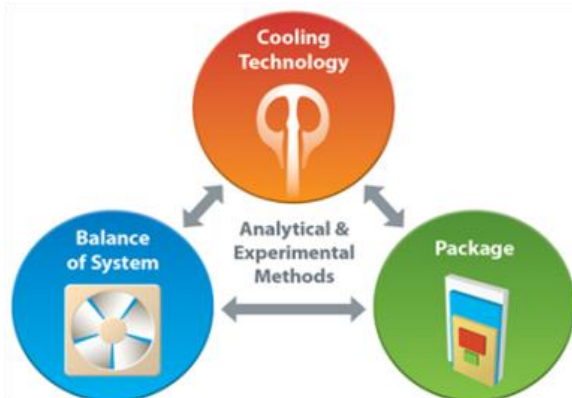 Cooling
Technology
Analytical &
Experimental
Methods
Balance
of System
Package